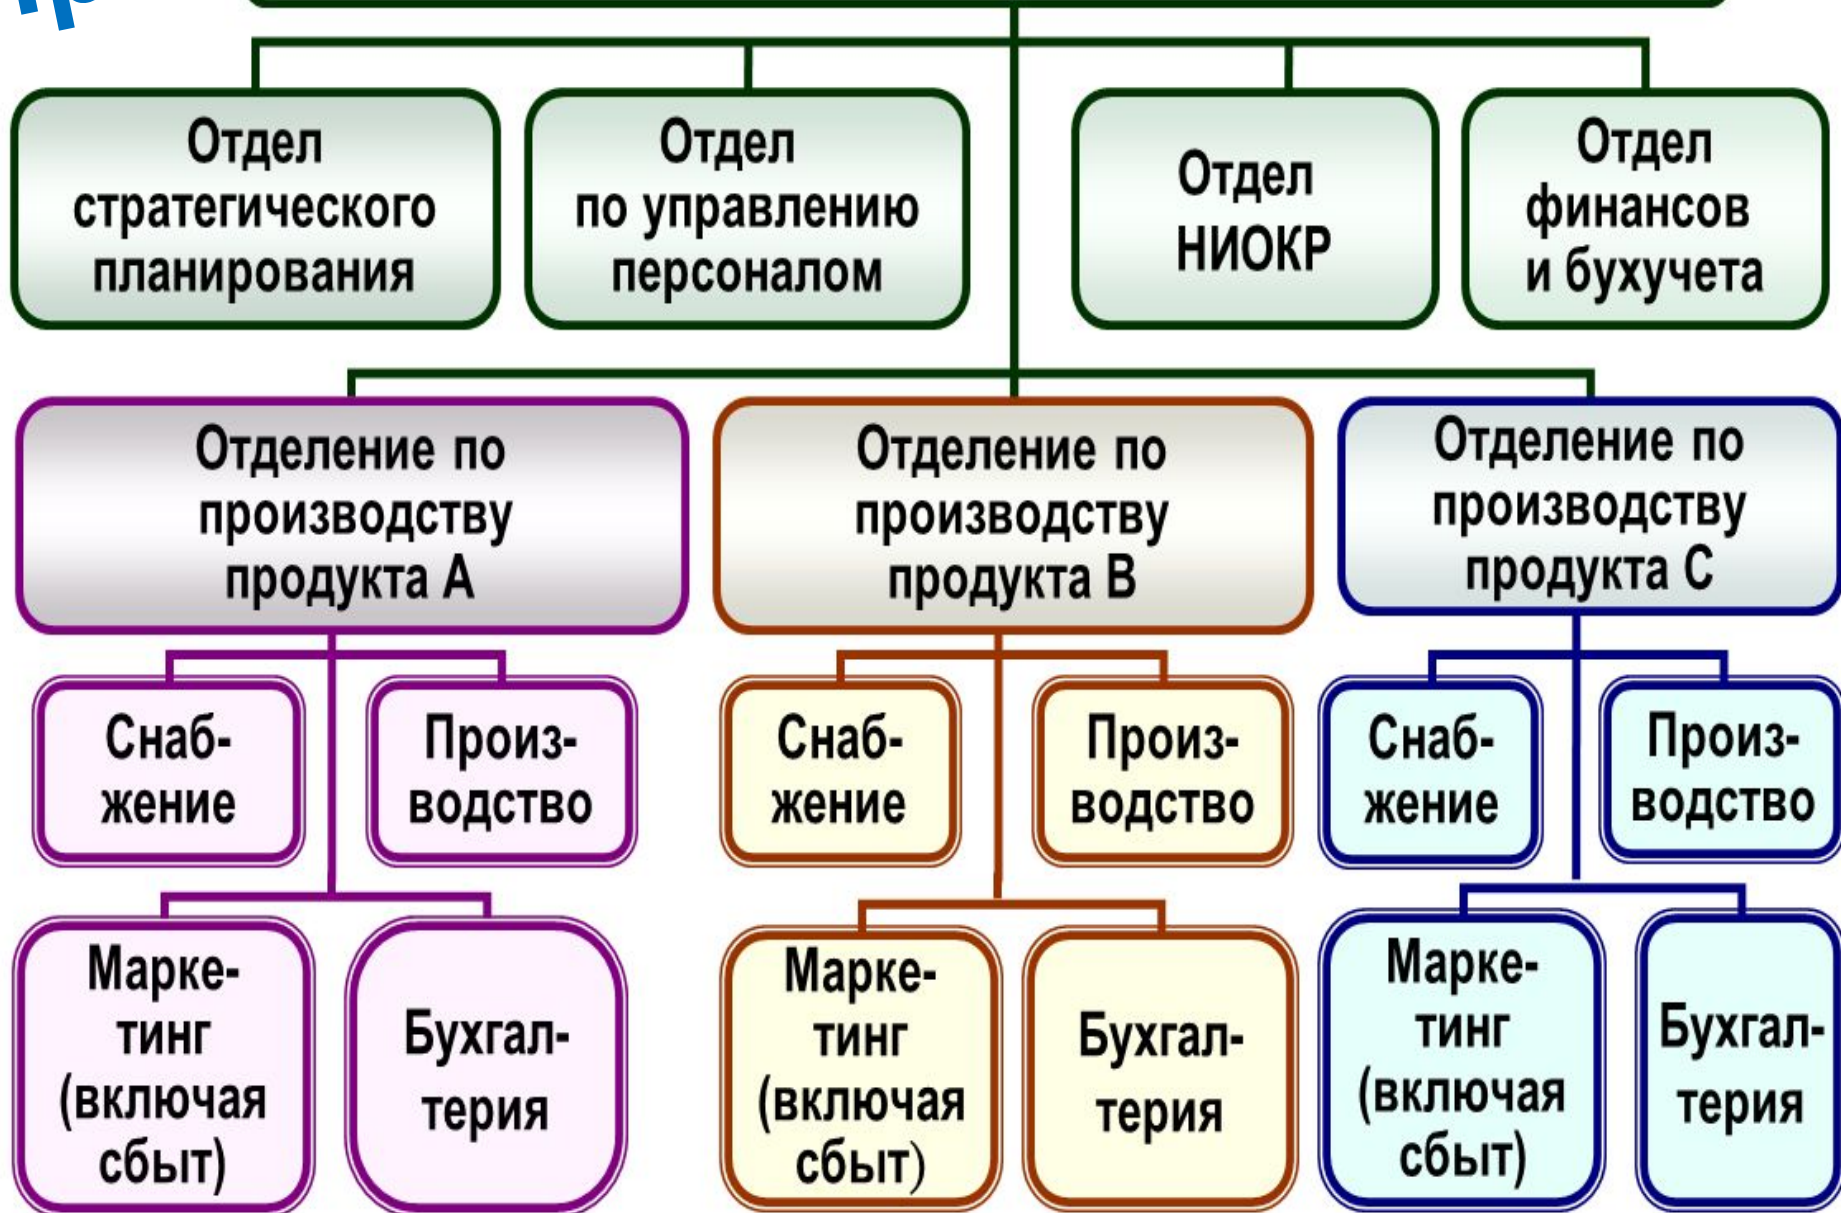 Отдел
стратегического
планирования
Отдел
по управлению
персоналом
Отдел
НИОКР
Отдел
финансов
и бухучета
Отделение по
производству
продукта А
Отделение по
производству
продукта В
Отделение по
производству
продукта С
Снаб-
жение
Произ-
водство
Снаб-
жение
Произ-
водство
Снаб-
жение
Произ-
водство
Марке-
тинг
(включая
сбыт)
Бухгал-
терия
Марке-
тинг
(включая
сбыт)
Бухгал-
терия
Марке-
тинг
(включая
сбыт)
Бухгал-
терия